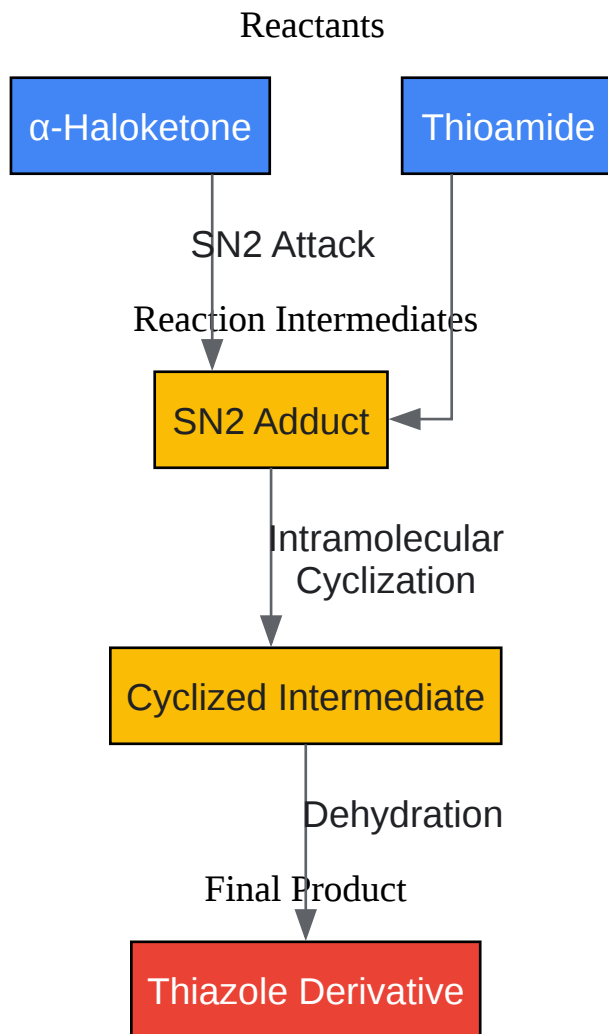 Reactants
α-Haloketone
Thioamide
SN2 Attack
Reaction Intermediates
SN2 Adduct
Intramolecular
Cyclization
Cyclized Intermediate
Dehydration
Final Product
Thiazole Derivative